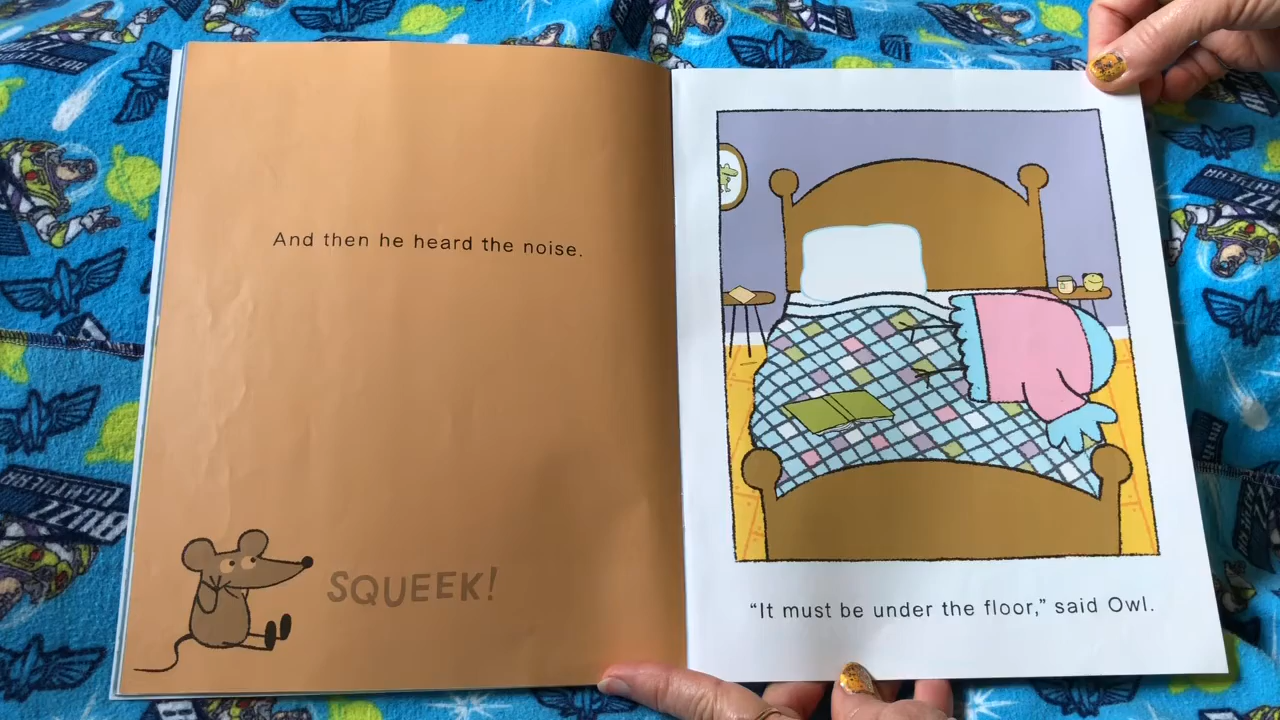 And then he heard the noise.
SQUEEK!
"It must be under the floor," said Owl.